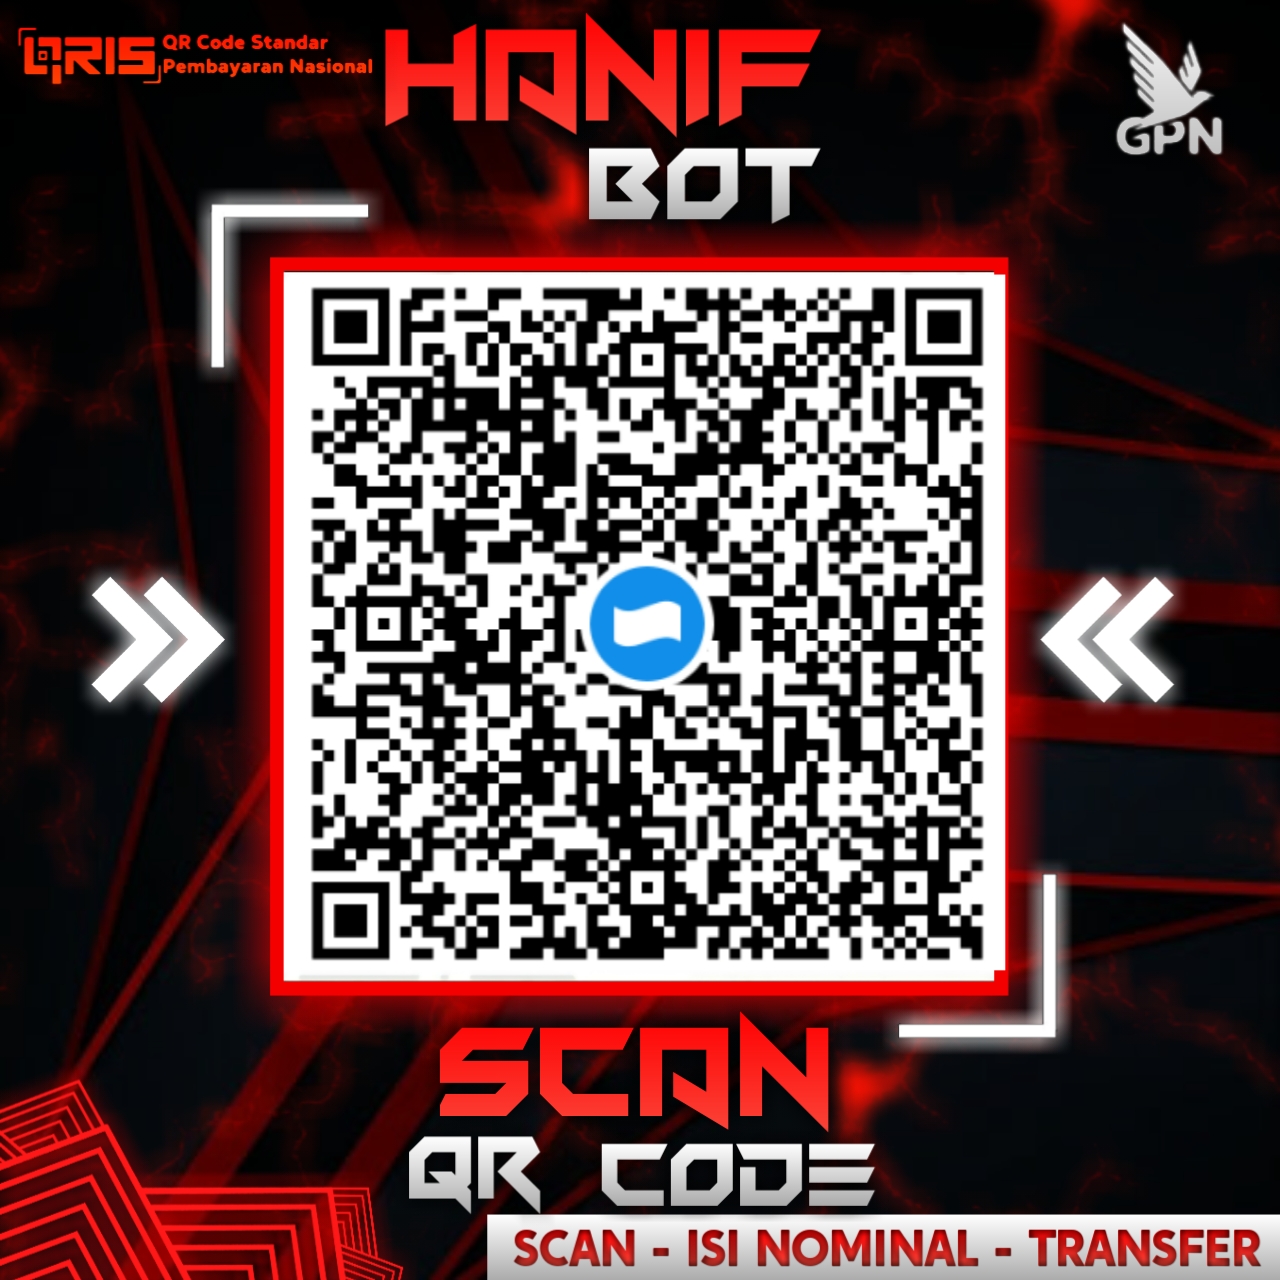 QRIS QR Code Standar
Pembayaran Nasional
HANIF
BOT
GPN
SCAN
QR CODE
SCAN - ISI NOMINAL - TRANSFER